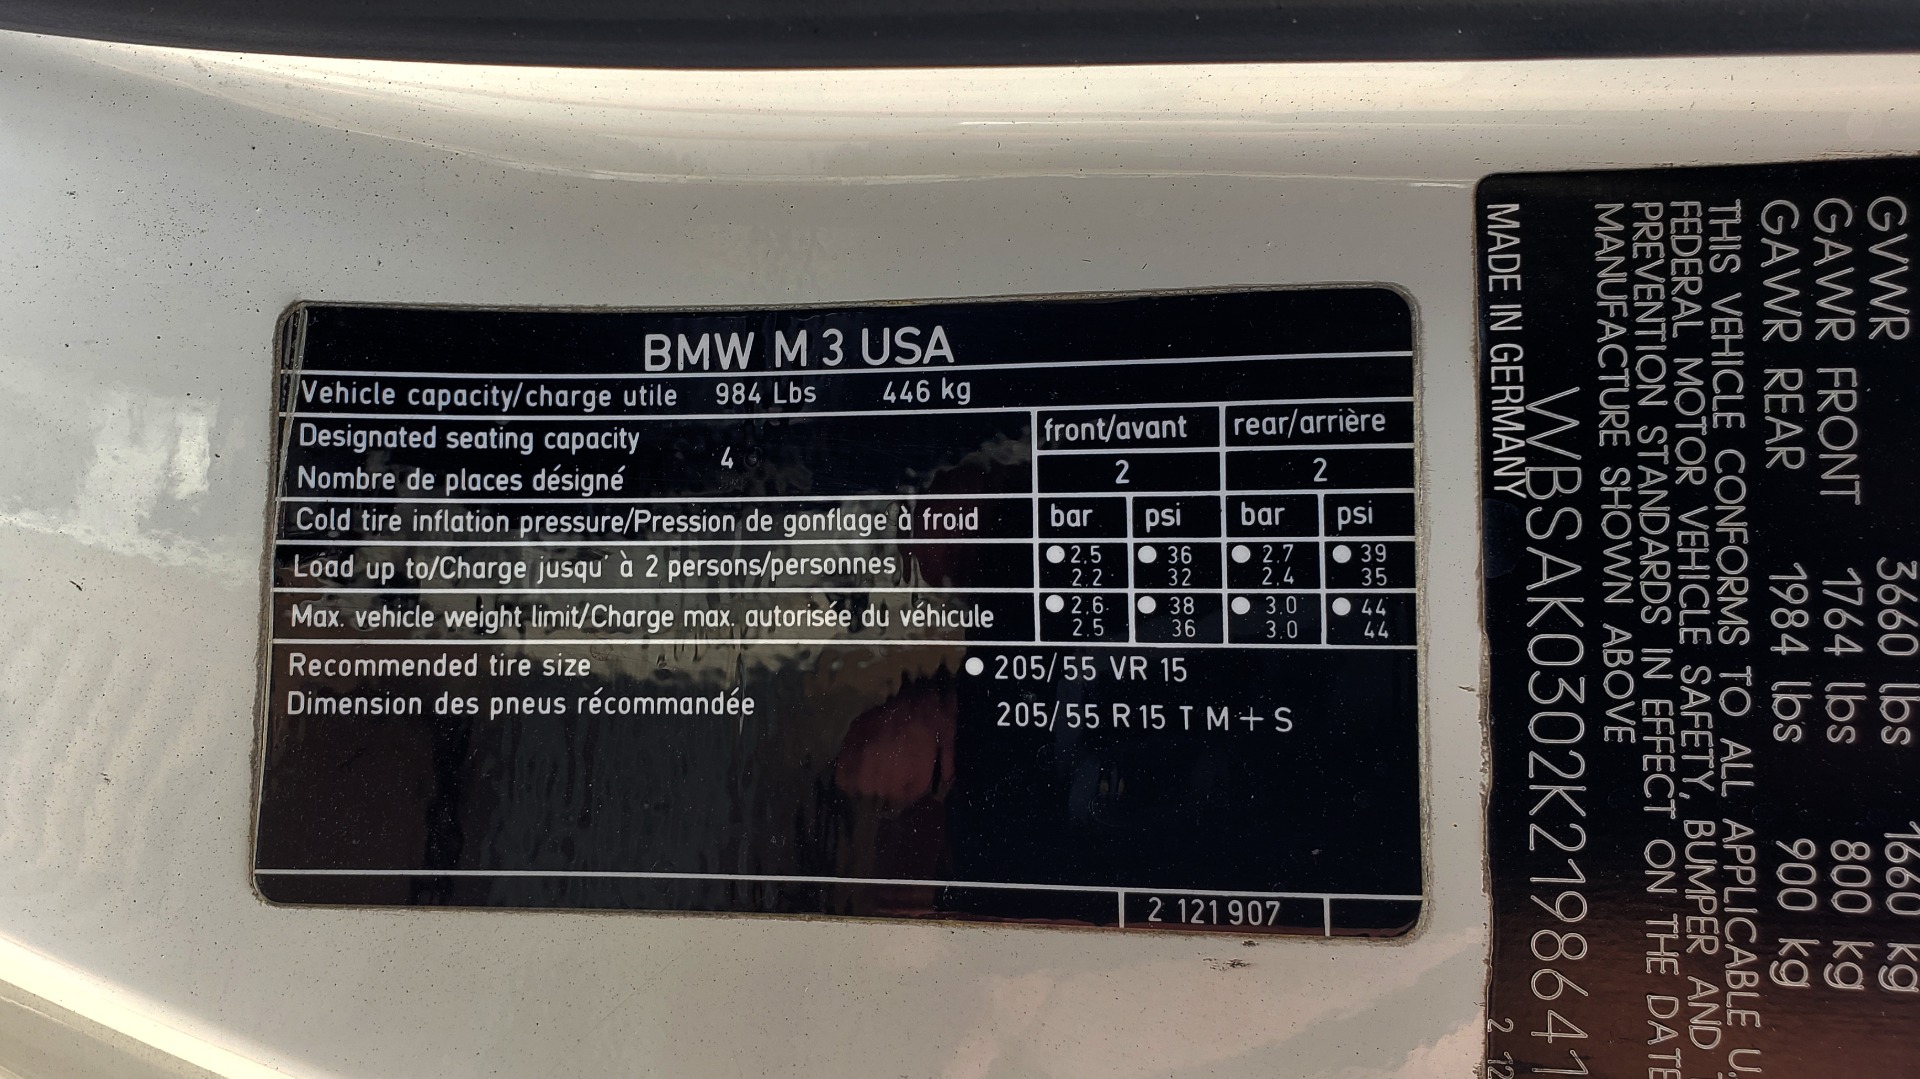 BMW M 3 USA
Vehicle capacity/charge utile 984 Lbs 446 kg
Designated seating capacity
Nombre de places désigné
4
front/avant rear/arrière
2 2
Cold tire inflation pressure/Pression de gonflage à froid bar psi bar psi
Load up to/Charge jusqu' à 2 persons/personnes ● 2.5 ● 36 ● 2.7 ● 39
2.2 32 2.4 35
Max. vehicle weight limit/Charge max. autorisée du véhicule ● 2.6 ● 38 ● 3.0 ● 44
2.5 36 3.0 44
Recommended tire size ● 205/55 VR 15
Dimension des pneus récommandée 205/55 R 15 T M+S
2 121 907
GVWR 3660 lbs 1660 kg
GAWR FRONT 1764 lbs 800 kg
GAWR REAR 1984 lbs 900 kg
THIS VEHICLE CONFORMS TO ALL APPLICABLE U.
FEDERAL MOTOR VEHICLE SAFETY, BUMPER AND
PREVENTION STANDARDS IN EFFECT ON THE DATE
MANUFACTURE SHOWN ABOVE
WBSAK0302K2198641
MADE IN GERMANY 2 12